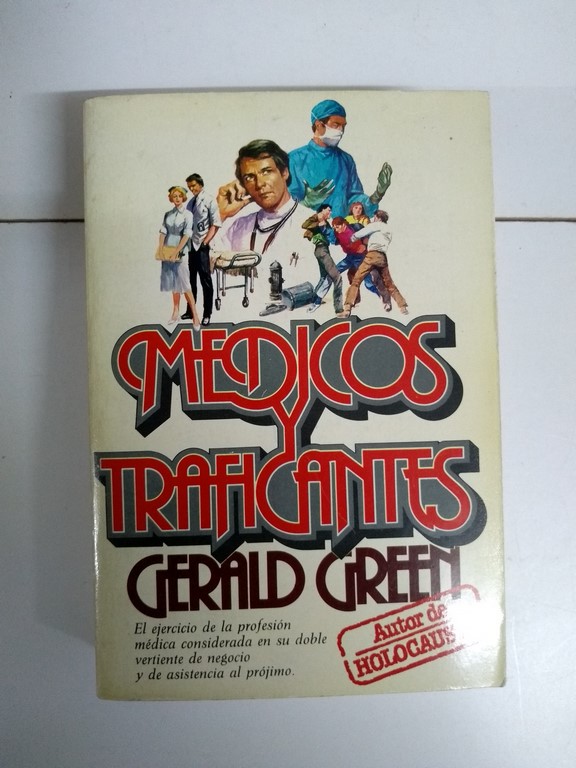 MEDICOS
Y
TRAFICANTES
GERALD GREEN
El ejercicio de la profesión
médica considerada en su doble
vertiente de negocio
y de asistencia al prójimo.
Autor de